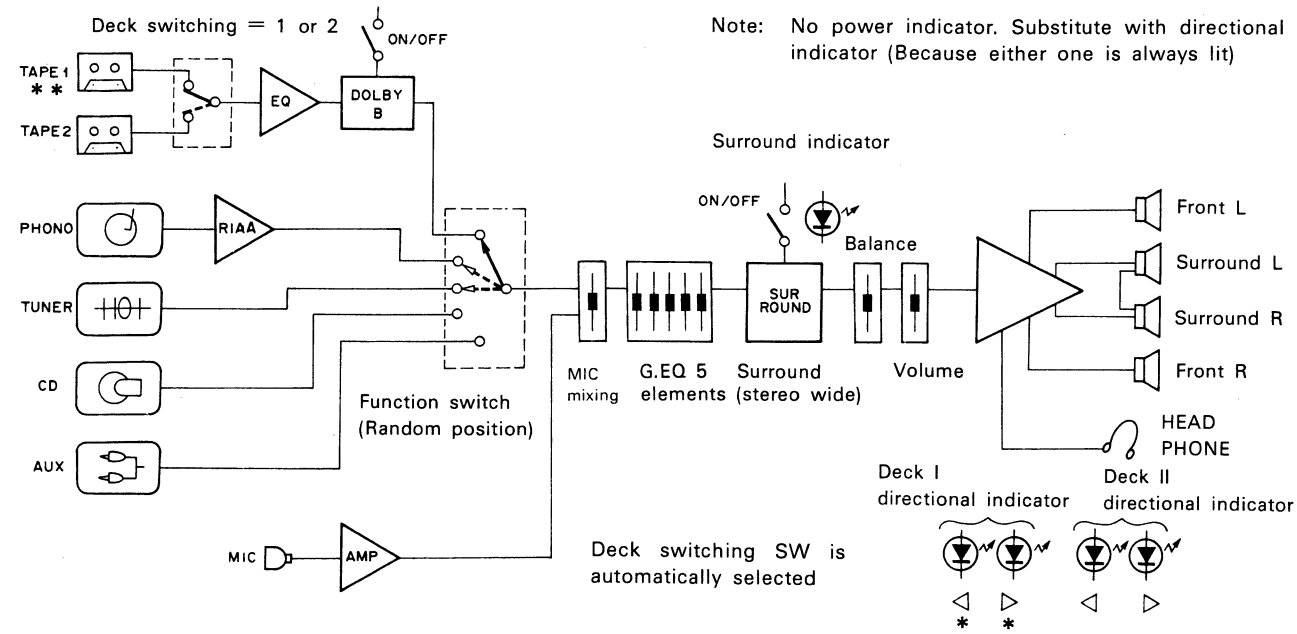 Deck switching = 1 or 2
ON/OFF
Note: No power indicator. Substitute with directional
indicator (Because either one is always lit)
TAPE 1
**
EQ
DOLBY
B
TAPE 2
Surround indicator
ON/OFF
PHONO
RIAA
Front L
Balance
Surround L
TUNER
SUR
ROUND
Surround R
CD
MIC
mixing
G.EQ 5
elements
Surround
(stereo wide)
Volume
Front R
Function switch
(Random position)
HEAD
PHONE
AUX
Deck I
directional indicator
Deck II
directional indicator
MIC
AMP
Deck switching SW is
automatically selected
* *